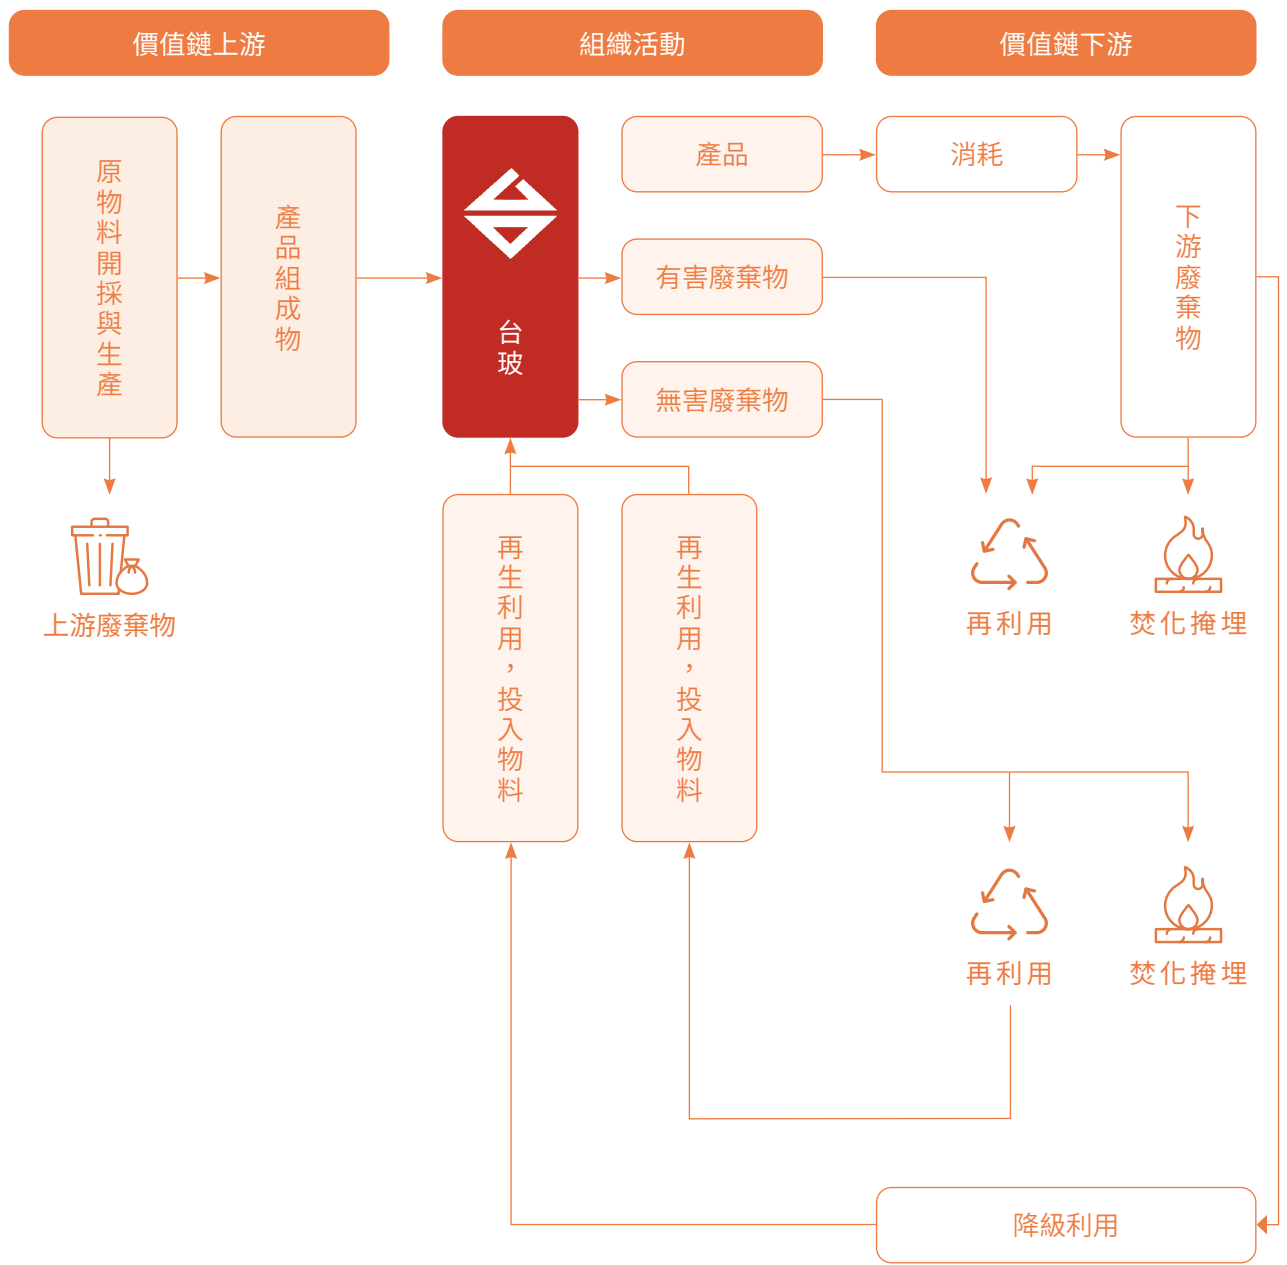 價值鏈上游
組織活動
價值鏈下游
原物料開採與生產
產品組成物
台玻
產品
消耗
下游廢棄物
有害廢棄物
無害廢棄物
上游廢棄物
再生利用，投入物料
再生利用，投入物料
再利用
焚化掩埋
再利用
焚化掩埋
降級利用